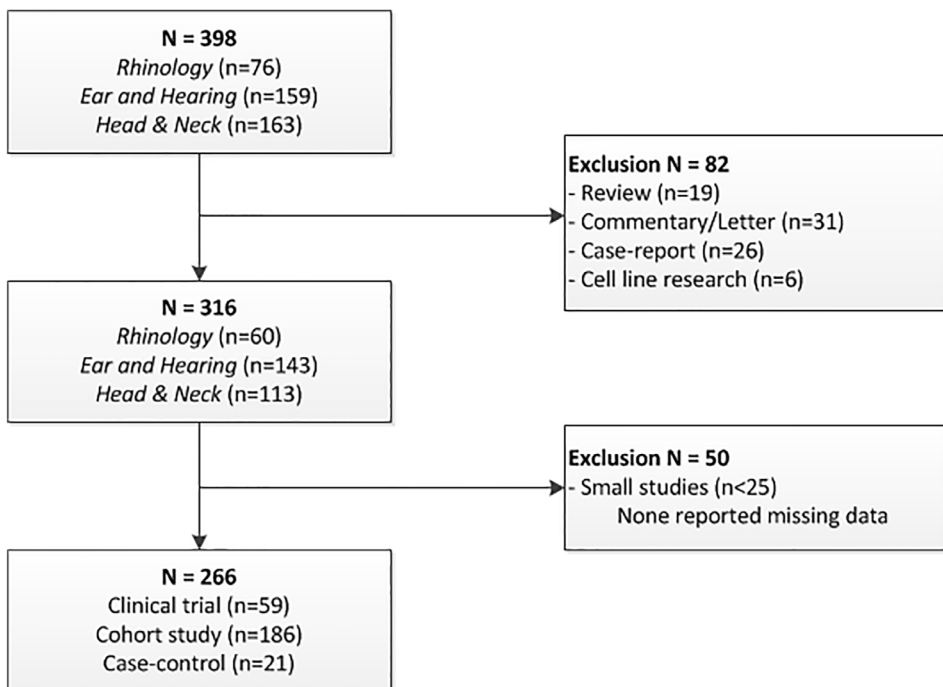 N = 398
Rhinology (n=76)
Ear and Hearing (n=159)
Head & Neck (n=163)
Exclusion N = 82
- Review (n=19)
- Commentary/Letter (n=31)
- Case-report (n=26)
- Cell line research (n=6)
N = 316
Rhinology (n=60)
Ear and Hearing (n=143)
Head & Neck (n=113)
Exclusion N = 50
- Small studies (n<25)
None reported missing data
N = 266
Clinical trial (n=59)
Cohort study (n=186)
Case-control (n=21)